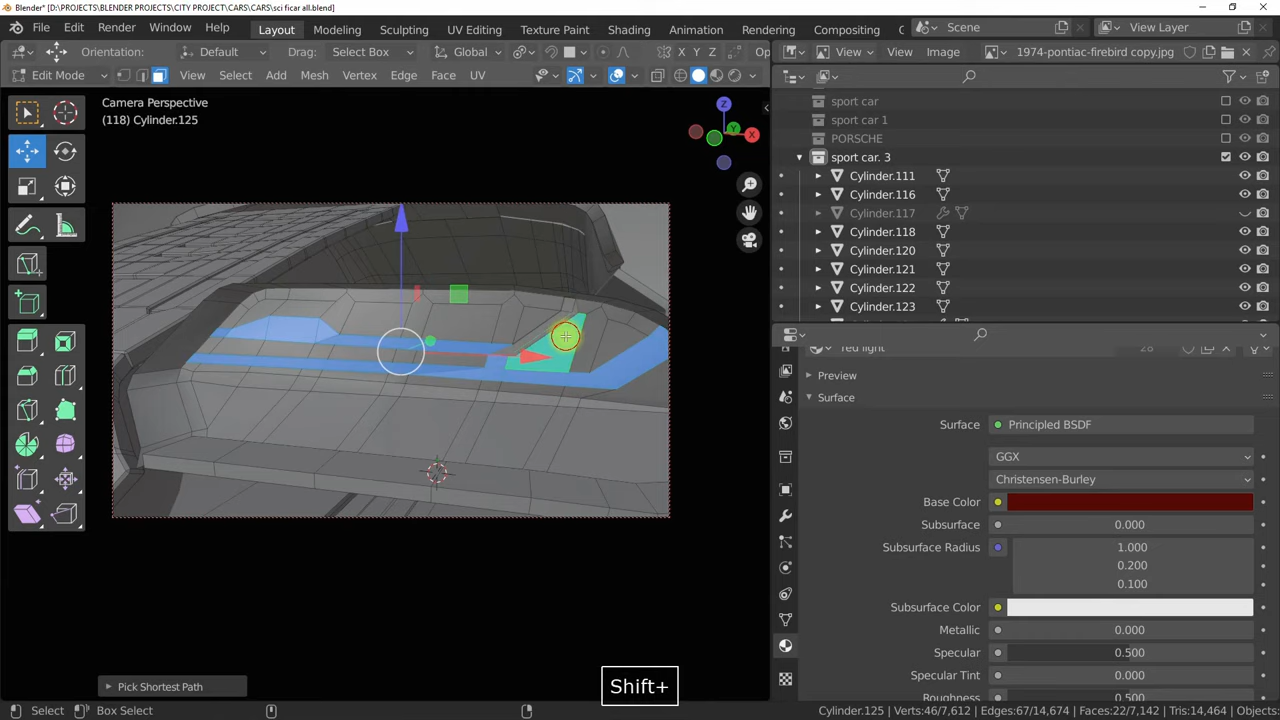 Blender* [D:\PROJECTS\BLENDER PROJECTS\CITY PROJECT\CARS\CARS\sci ficar all.blend]
File Edit Render Window Help Layout Modeling Sculpting UV Editing Texture Paint Shading Animation Rendering Compositing Scene View Layer
Orientation: Default Drag: Select Box Global X Y Z Op View View Image 1974-pontiac-firebird copy.jpg
Edit Mode View Select Add Mesh Vertex Edge Face UV
Camera Perspective
(118) Cylinder.125
Z
Y
X
sport car
sport car 1
PORSCHE
sport car. 3
Cylinder.111
Cylinder.116
Cylinder.117
Cylinder.118
Cylinder.120
Cylinder.121
Cylinder.122
Cylinder.123
red light 28
Preview
Surface
Surface Principled BSDF
GGX
Christensen-Burley
Base Color
Subsurface 0.000
Subsurface Radius 1.000
0.200
0.100
Subsurface Color
Metallic 0.000
Specular 0.500
Specular Tint 0.000
Roughness 0.500
Pick Shortest Path
Shift+
Select Box Select Cylinder.125 | Verts:46/7,612 | Edges:67/14,674 | Faces:22/7,142 | Tris:14,464 | Objects: